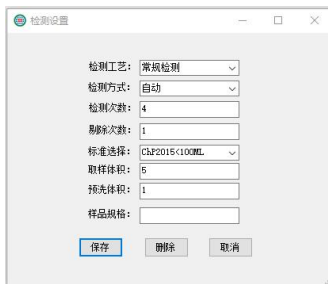 检测设置
检测工艺: 常规检测
检测方式: 自动
检测次数: 4
剔除次数: 1
标准选择: ChP2015<100ML
取样体积: 5
预洗体积: 1
样品规格:
保存 删除 取消